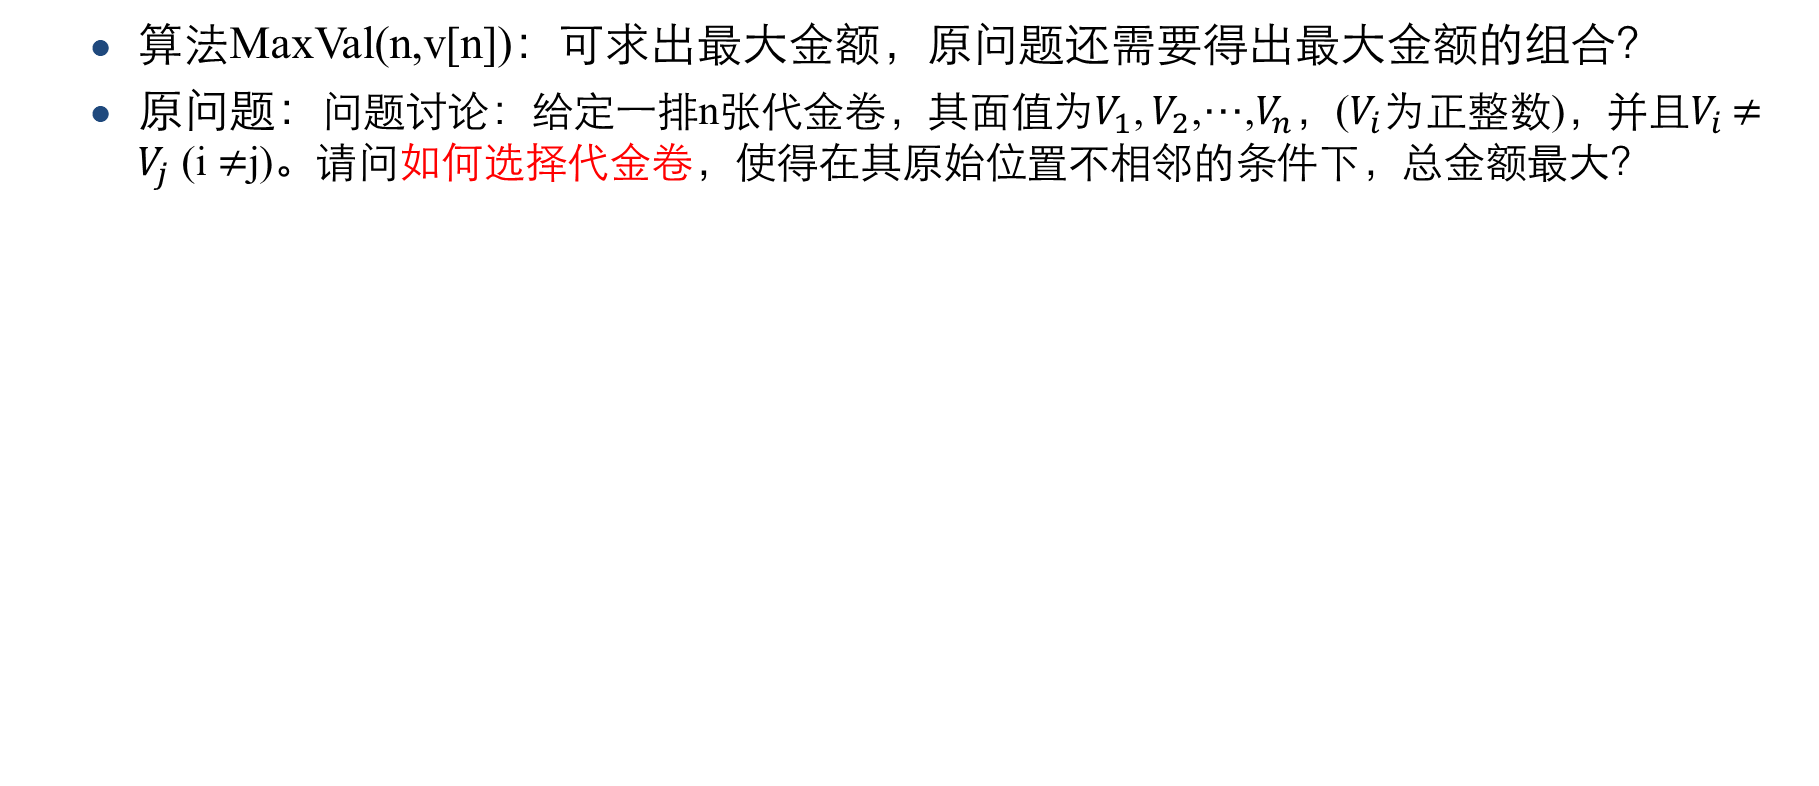 • 算法MaxVal(n,v[n])：可求出最大金额，原问题还需要得出最大金额的组合？
• 原问题：问题讨论：给定一排n张代金卷，其面值为V₁, V₂,⋯,Vₙ，(Vᵢ为正整数)，并且Vᵢ ≠
Vⱼ (i ≠j)。请问如何选择代金卷，使得在其原始位置不相邻的条件下，总金额最大？